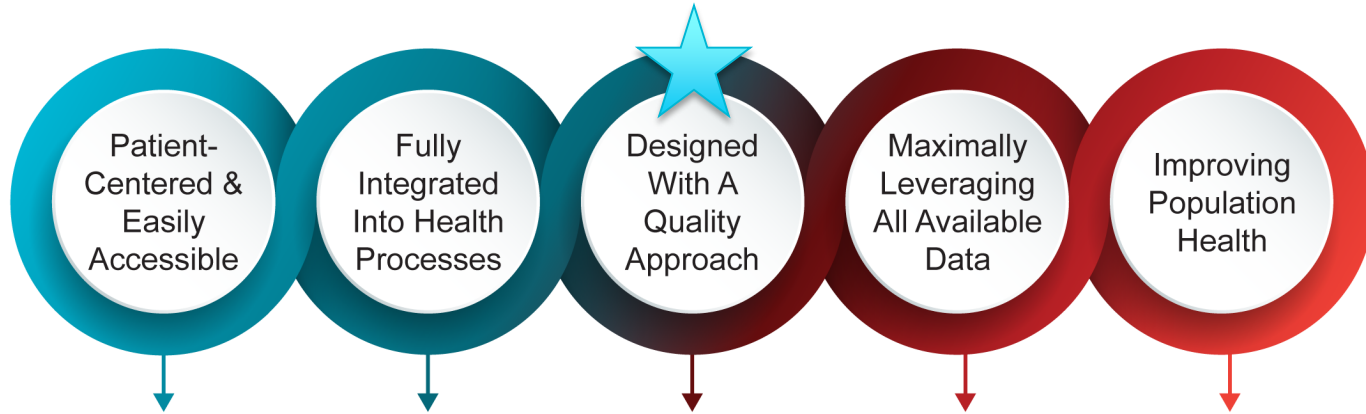 Patient-
Centered &
Easily
Accessible
Fully
Integrated
Into Health
Processes
Designed
With A
Quality
Approach
Maximally
Leveraging
All Available
Data
Improving
Population
Health